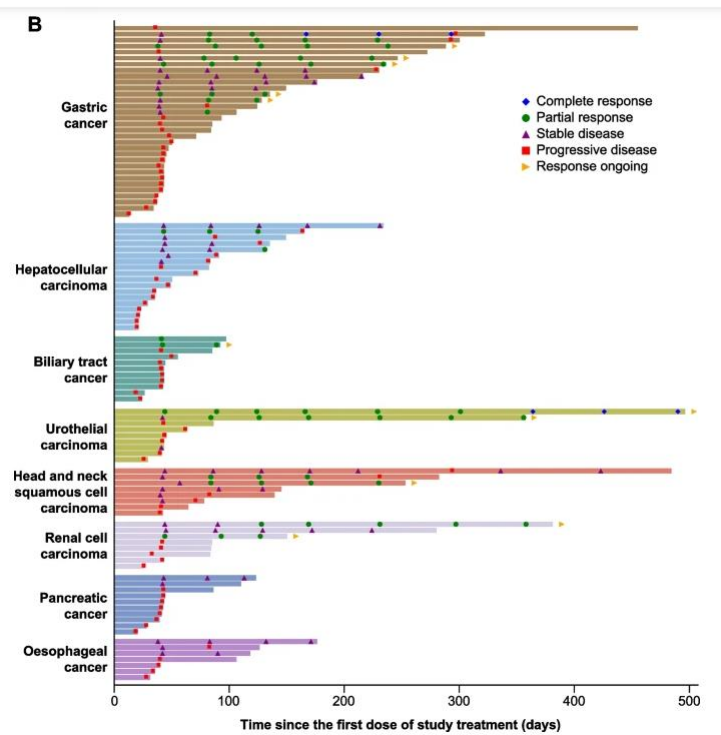 B
Gastric
cancer
Complete response
Partial response
Stable disease
Progressive disease
Response ongoing
Hepatocellular
carcinoma
Biliary tract
cancer
Urothelial
carcinoma
Head and neck
squamous cell
carcinoma
Renal cell
carcinoma
Pancreatic
cancer
Oesophageal
cancer
0 100 200 300 400 500
Time since the first dose of study treatment (days)